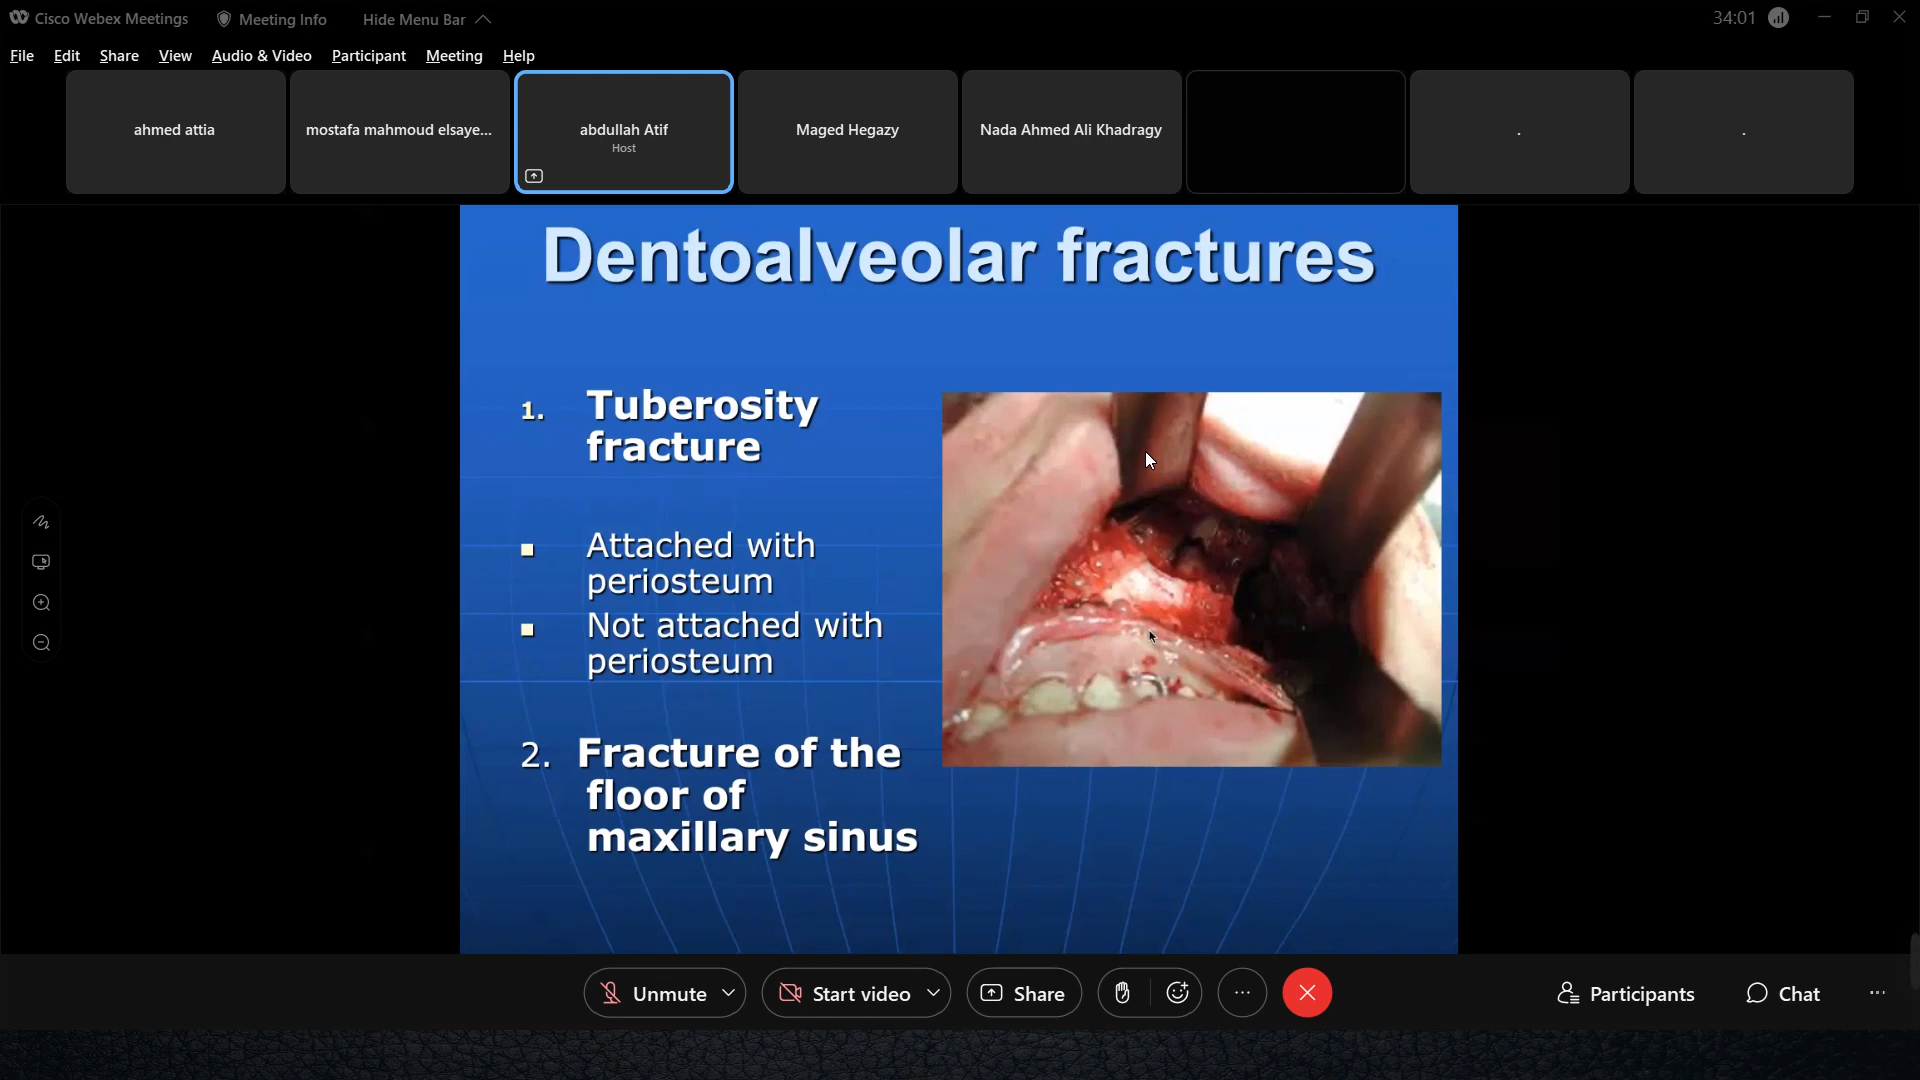 Cisco Webex Meetings Meeting Info Hide Menu Bar 34:01
File Edit Share View Audio & Video Participant Meeting Help
ahmed attia
mostafa mahmoud elsaye...
abdullah Atif
Host
Maged Hegazy
Nada Ahmed Ali Khadragy
.
.
Dentoalveolar fractures
1. Tuberosity
fracture
Attached with
periosteum
Not attached with
periosteum
2. Fracture of the
floor of
maxillary sinus
Unmute Start video Share Participants Chat